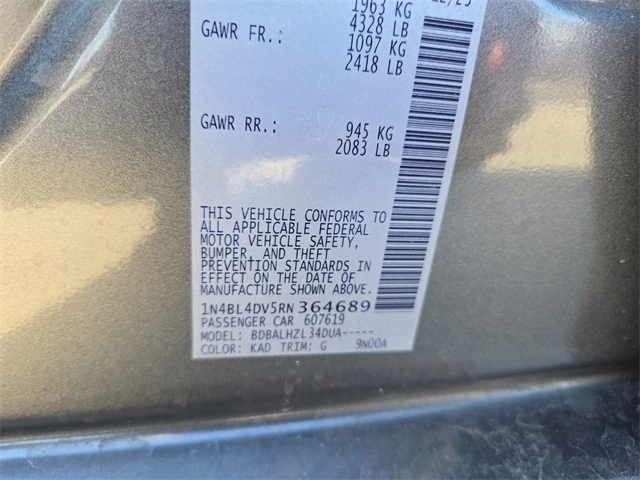 1963 KG
4328 LB
GAWR FR.: 1097 KG
2418 LB
GAWR RR.: 945 KG
2083 LB
THIS VEHICLE CONFORMS TO
ALL APPLICABLE FEDERAL
MOTOR VEHICLE SAFETY,
BUMPER, AND THEFT
PREVENTION STANDARDS IN
EFFECT ON THE DATE OF
MANUFACTURE SHOWN ABOVE.
1N4BL4DV5RN364689
PASSENGER CAR 607619
MODEL: BDBALHZL34DUA-----
COLOR: KAD TRIM: G 9N00A